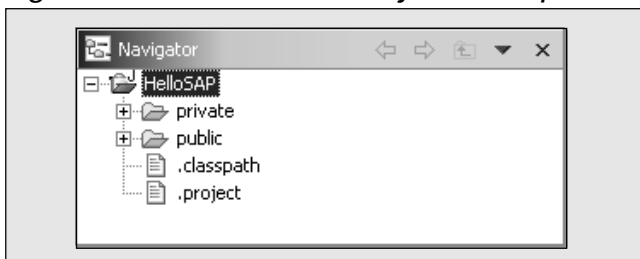 Navigator
HelloSAP
private
public
.classpath
.project